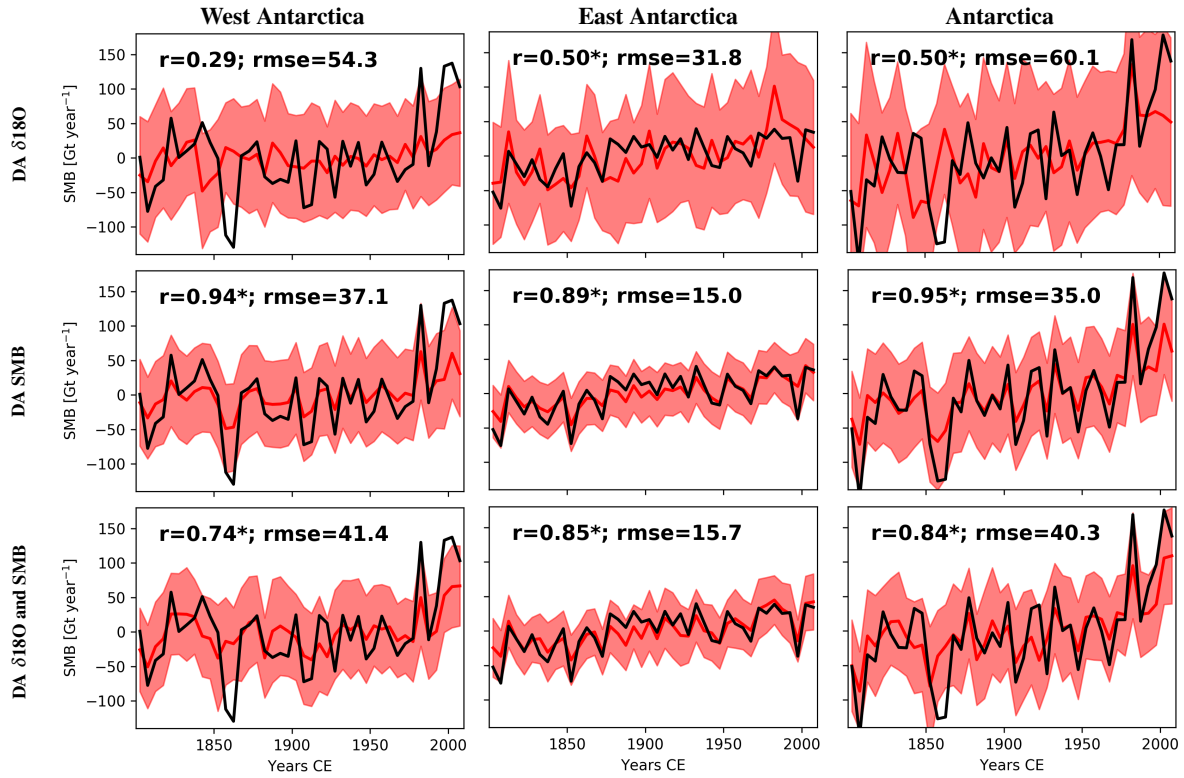 West Antarctica East Antarctica Antarctica
DA δ18O
SMB [Gt year⁻¹]
150
100
50
0
−50
−100
r=0.29; rmse=54.3
r=0.50*; rmse=31.8
r=0.50*; rmse=60.1
DA SMB
SMB [Gt year⁻¹]
150
100
50
0
−50
−100
r=0.94*; rmse=37.1
r=0.89*; rmse=15.0
r=0.95*; rmse=35.0
DA δ18O and SMB
SMB [Gt year⁻¹]
150
100
50
0
−50
−100
r=0.74*; rmse=41.4
r=0.85*; rmse=15.7
r=0.84*; rmse=40.3
1850 1900 1950 2000 1850 1900 1950 2000 1850 1900 1950 2000
Years CE Years CE Years CE